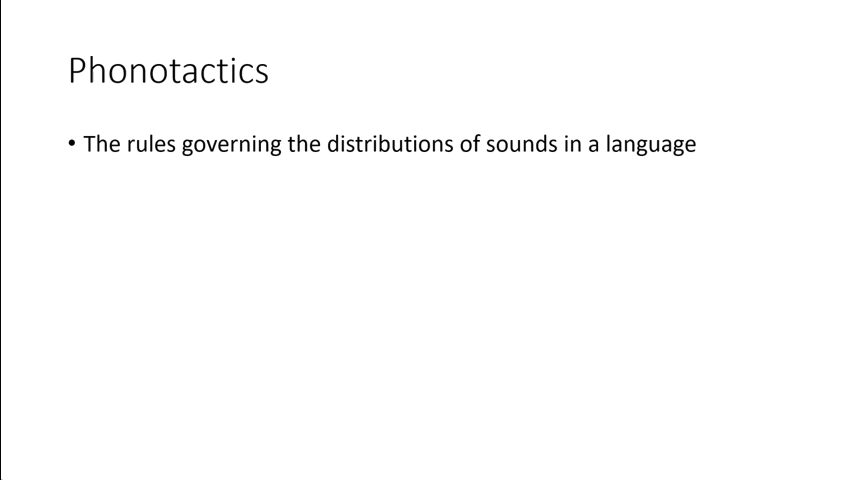 Phonotactics
• The rules governing the distributions of sounds in a language